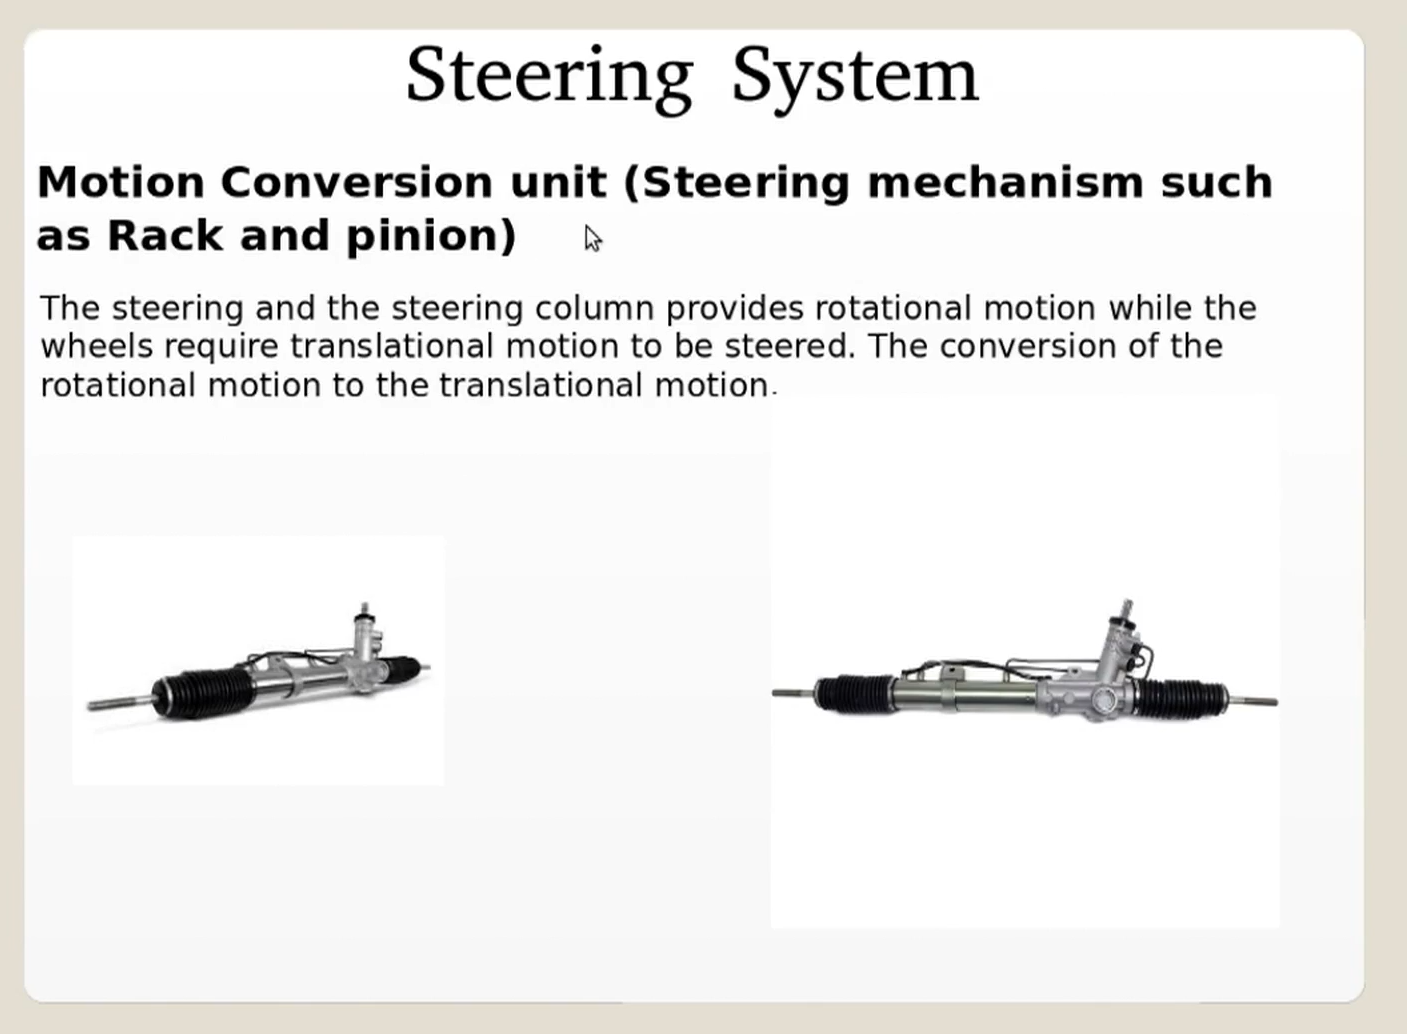 Steering System
Motion Conversion unit (Steering mechanism such
as Rack and pinion)
The steering and the steering column provides rotational motion while the
wheels require translational motion to be steered. The conversion of the
rotational motion to the translational motion.